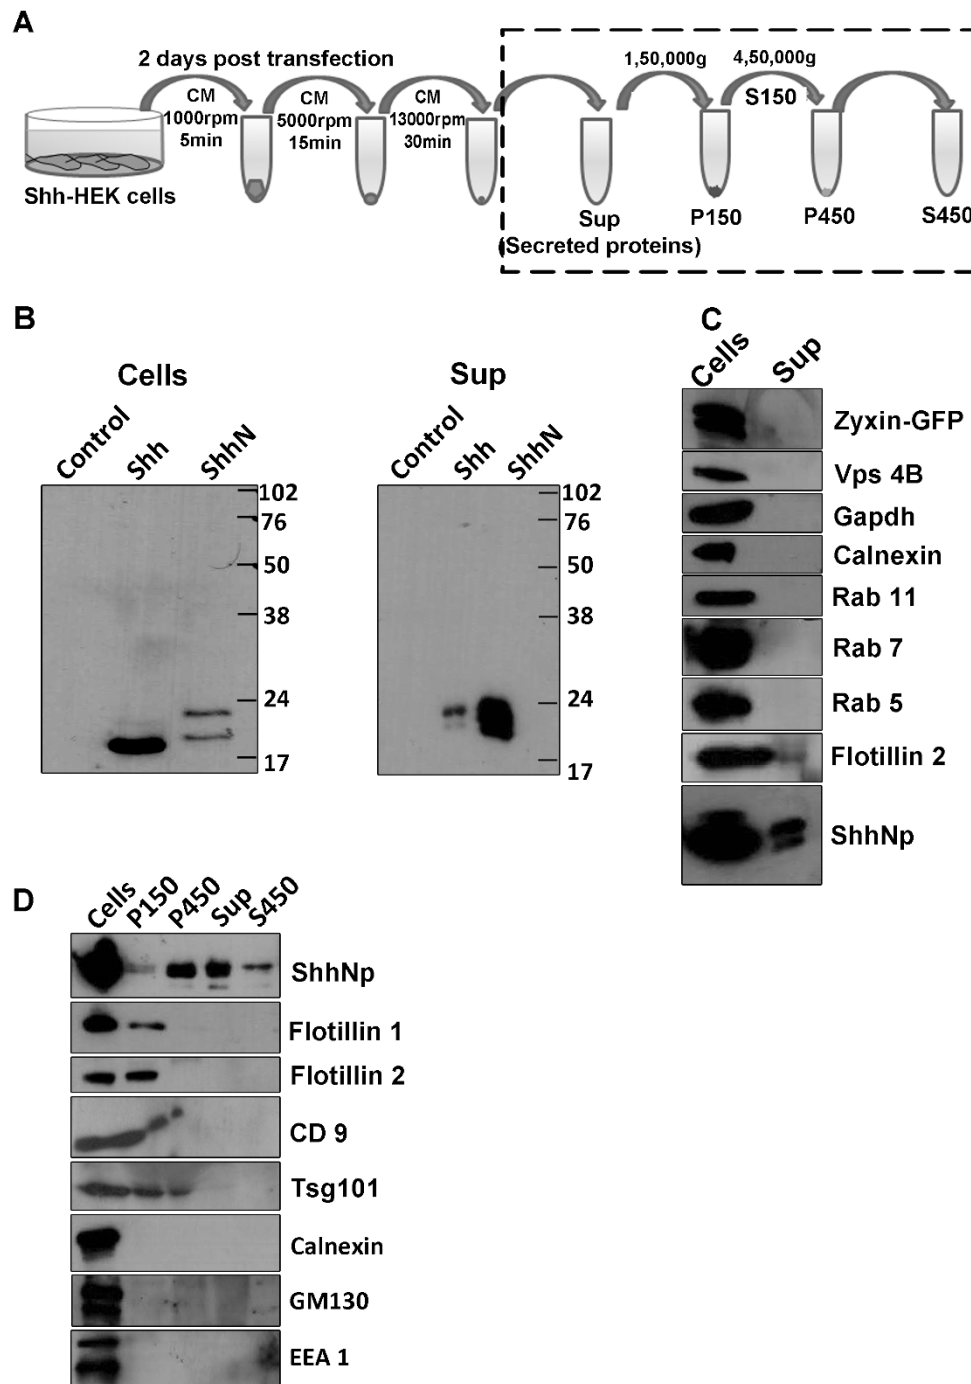 A
2 days post transfection
CM
1000rpm
5min
CM
5000rpm
15min
CM
13000rpm
30min
1,50,000g
4,50,000g
S150
Shh-HEK cells
Sup
(Secreted proteins)
P150
P450
S450
B
Cells
Control
Shh
ShhN
102
76
50
38
24
17
Sup
Control
Shh
ShhN
102
76
50
38
24
17
C
Cells
Sup
Zyxin-GFP
Vps 4B
Gapdh
Calnexin
Rab 11
Rab 7
Rab 5
Flotillin 2
ShhNp
D
Cells
P150
P450
Sup
S450
ShhNp
Flotillin 1
Flotillin 2
CD 9
Tsg101
Calnexin
GM130
EEA 1